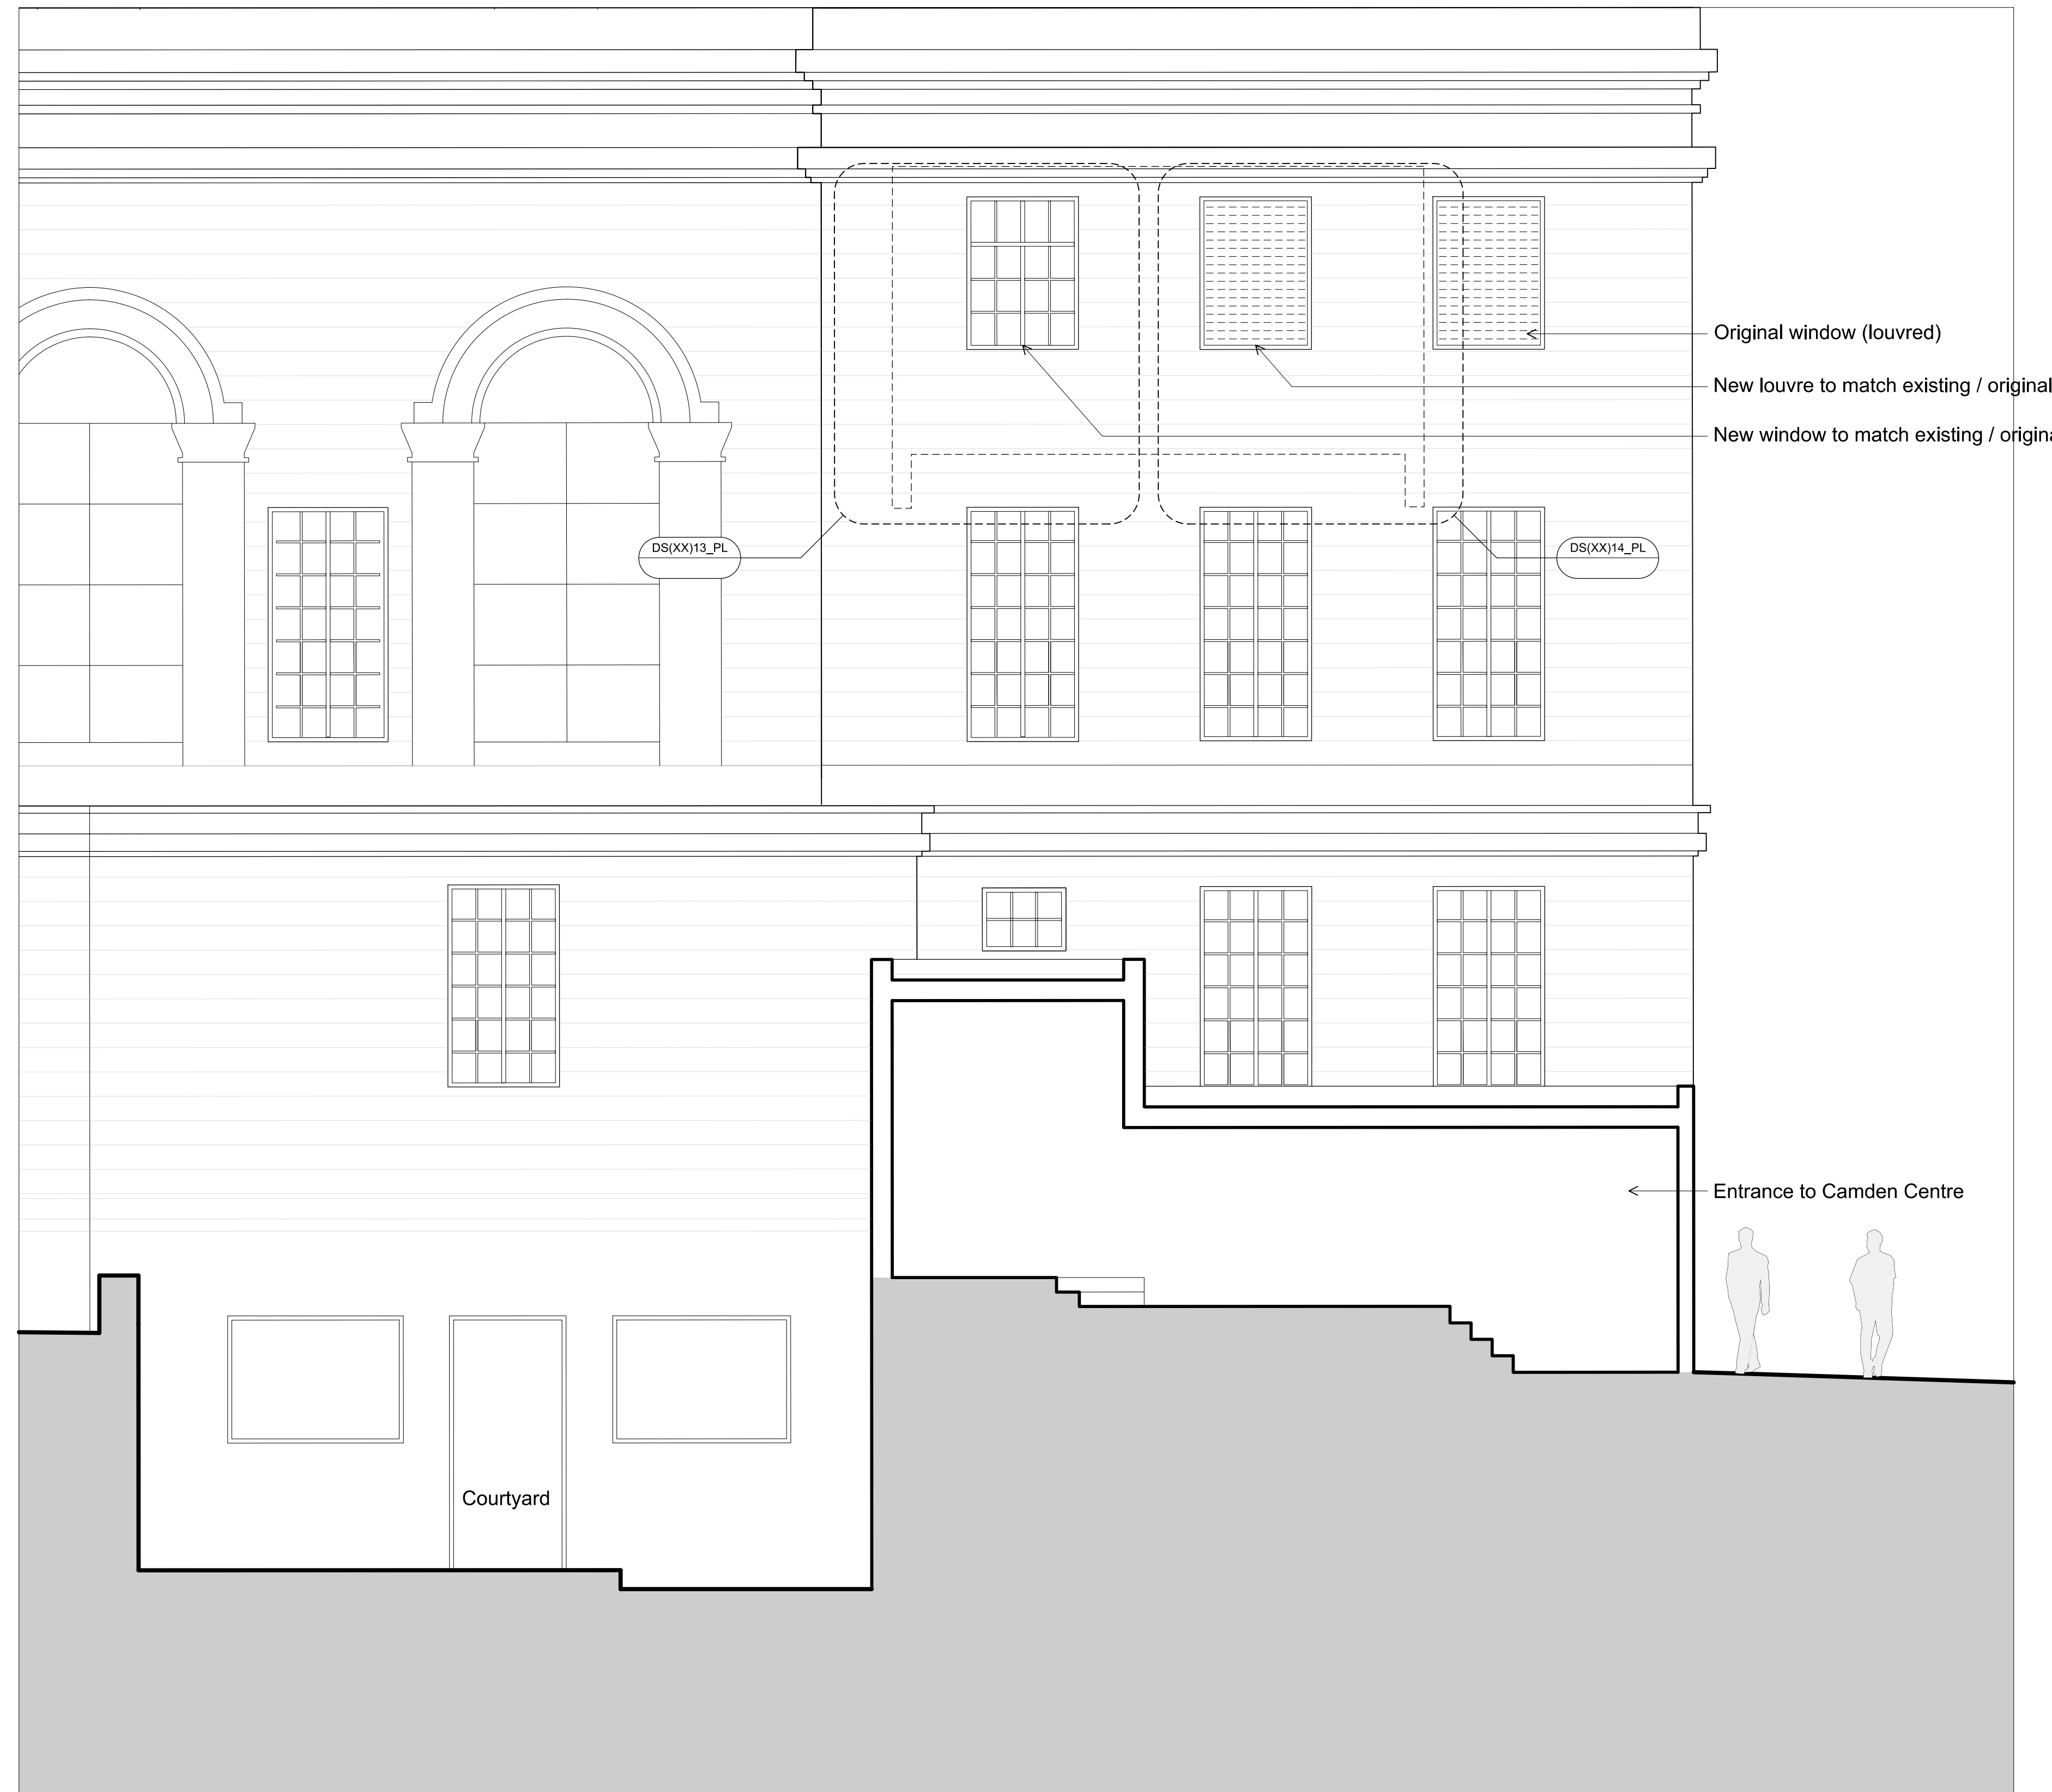 Original window (louvred)
New louvre to match existing / original
New window to match existing / origina
DS(XX)13_PL
DS(XX)14_PL
Entrance to Camden Centre
Courtyard